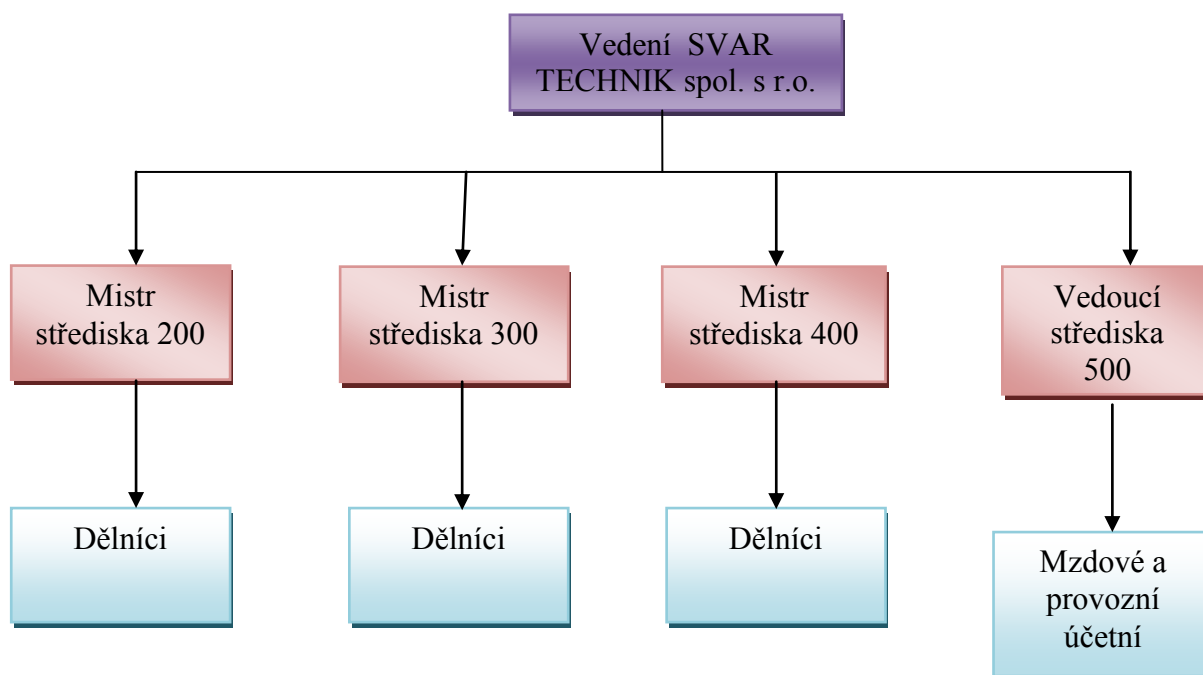 Vedení SVAR
TECHNIK spol. s r.o.
Mistr
střediska 200
Mistr
střediska 300
Mistr
střediska 400
Vedoucí
střediska
500
Dělníci
Dělníci
Dělníci
Mzdové a
provozní
účetní